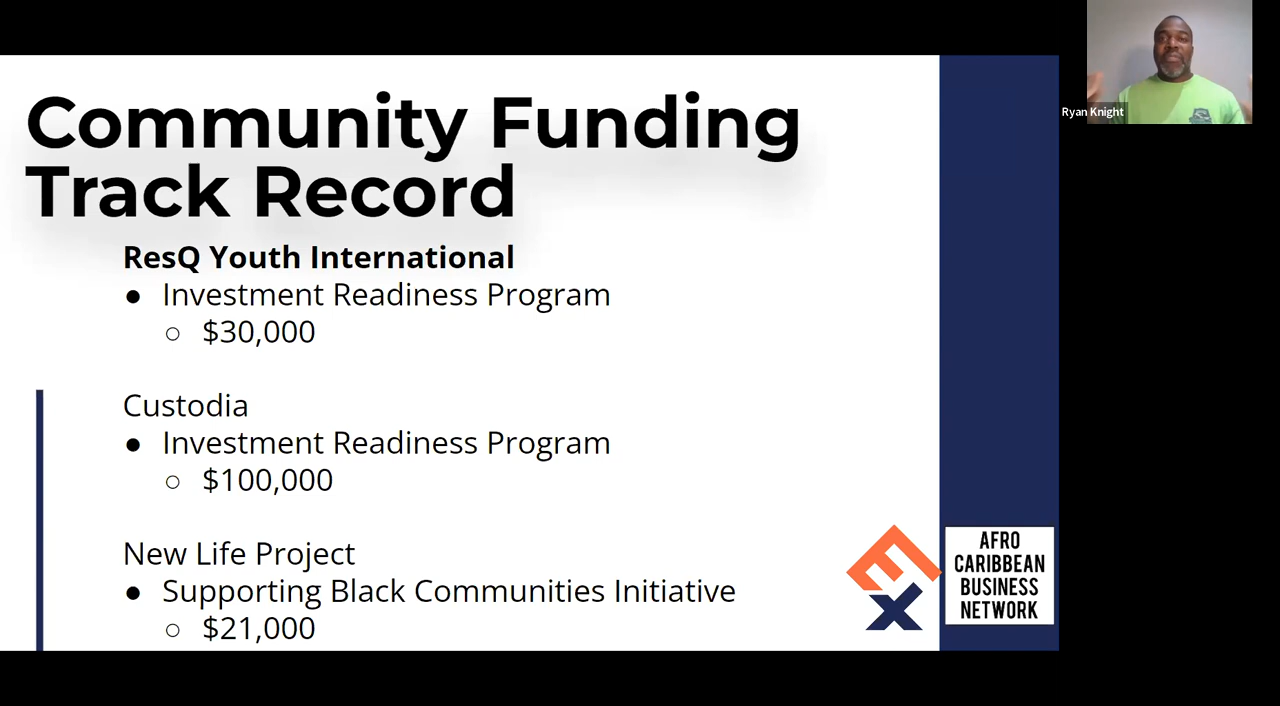 Community Funding
Track Record
ResQ Youth International
● Investment Readiness Program
○ $30,000
Custodia
● Investment Readiness Program
○ $100,000
New Life Project
● Supporting Black Communities Initiative
○ $21,000
EX
AFRO
CARIBBEAN
BUSINESS
NETWORK
Ryan Knight